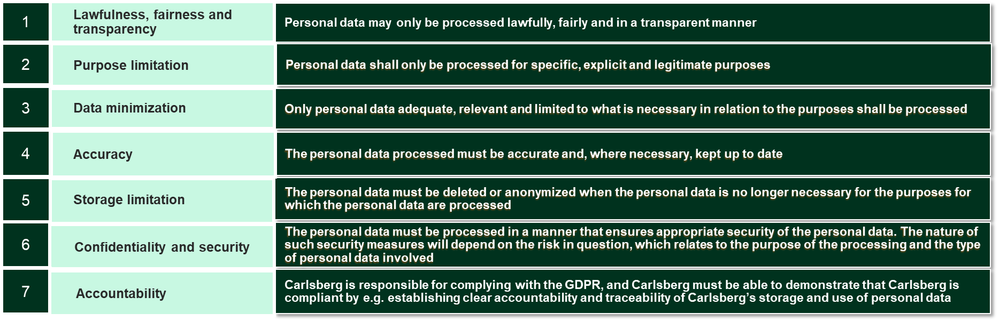 1
Lawfulness, fairness and
transparency
Personal data may only be processed lawfully, fairly and in a transparent manner
2
Purpose limitation
Personal data shall only be processed for specific, explicit and legitimate purposes
3
Data minimization
Only personal data adequate, relevant and limited to what is necessary in relation to the purposes shall be processed
4
Accuracy
The personal data processed must be accurate and, where necessary, kept up to date
5
Storage limitation
The personal data must be deleted or anonymized when the personal data is no longer necessary for the purposes for
which the personal data are processed
6
Confidentiality and security
The personal data must be processed in a manner that ensures appropriate security of the personal data. The nature of
such security measures will depend on the risk in question, which relates to the purpose of the processing and the type
of personal data involved
7
Accountability
Carlsberg is responsible for complying with the GDPR, and Carlsberg must be able to demonstrate that Carlsberg is
compliant by e.g. establishing clear accountability and traceability of Carlsberg’s storage and use of personal data